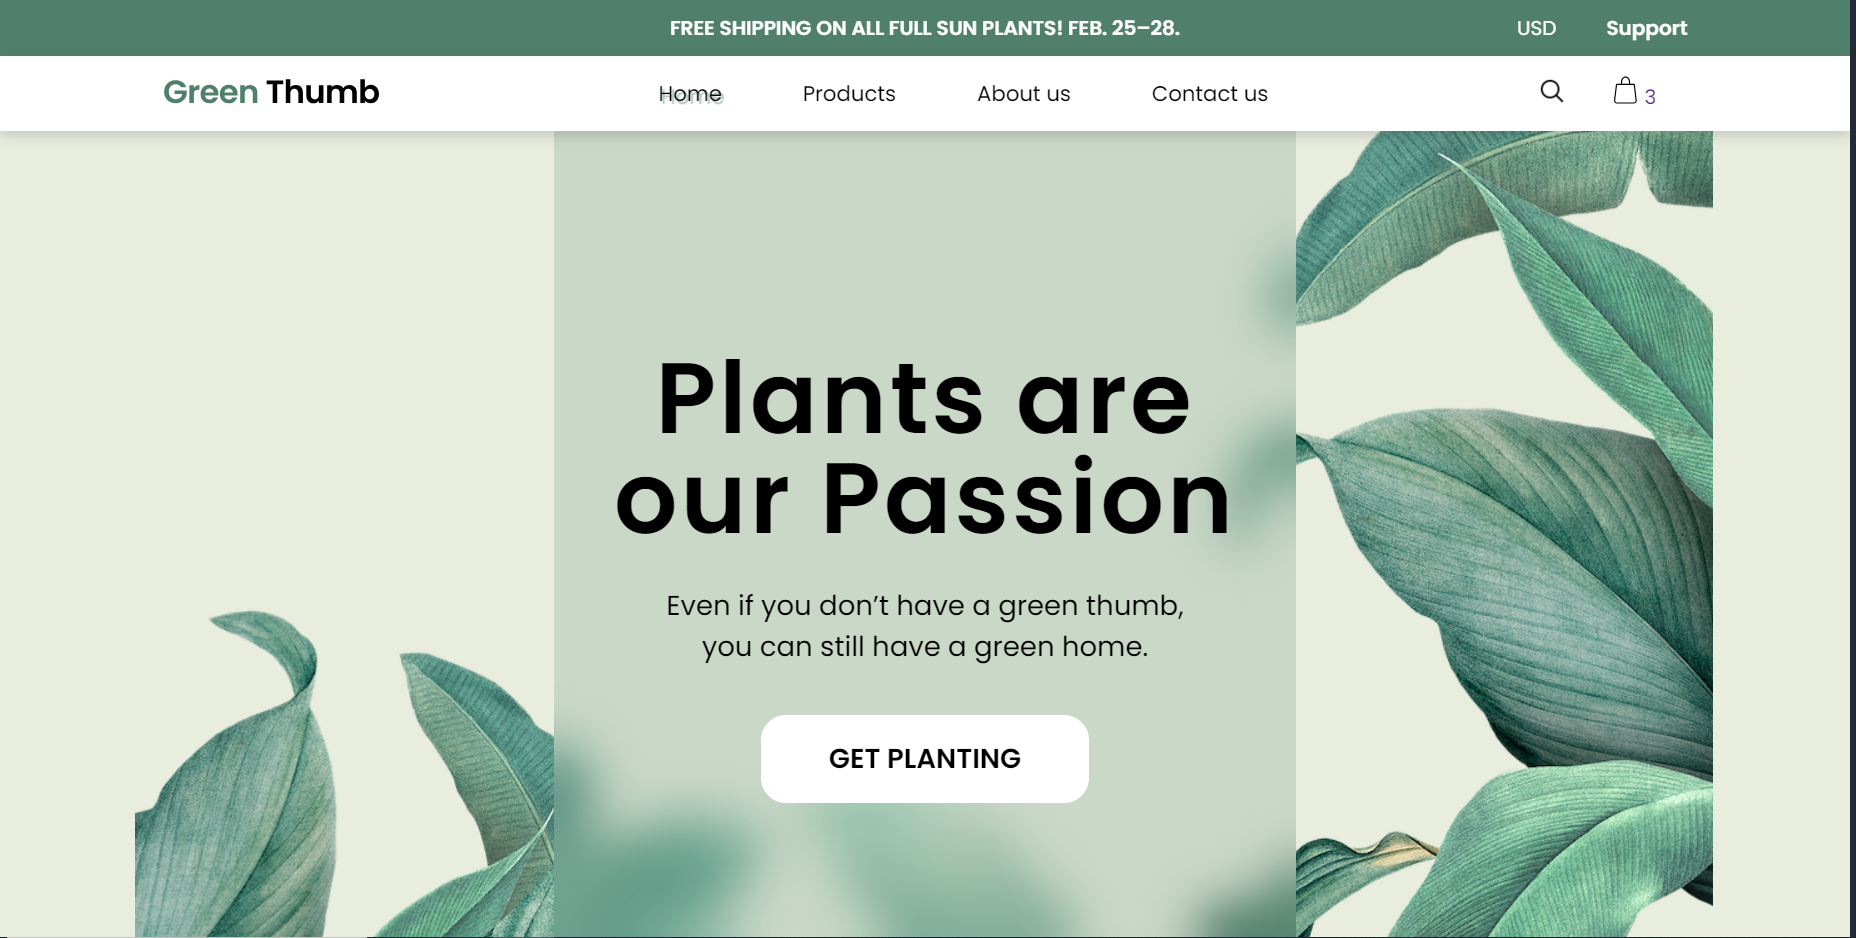 FREE SHIPPING ON ALL FULL SUN PLANTS! FEB. 25–28.
USD
Support
Green Thumb
Home
Products
About us
Contact us
3
Plants are
our Passion
Even if you don’t have a green thumb,
you can still have a green home.
GET PLANTING